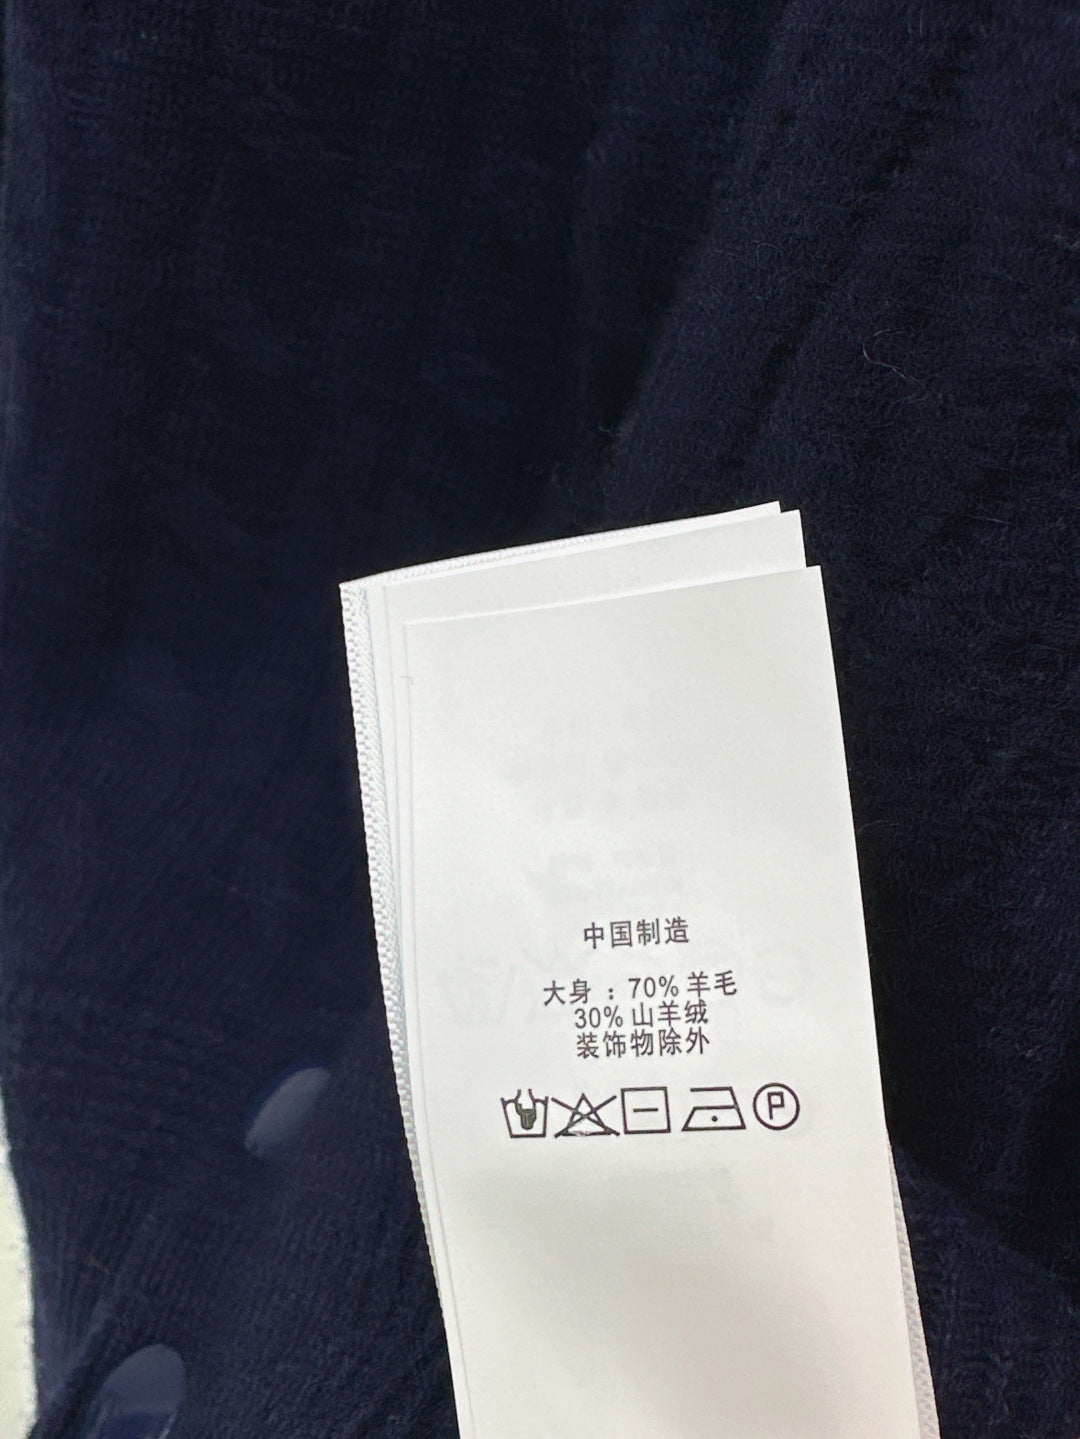 中国制造
大身：70% 羊毛
30% 山羊绒
装饰物除外
P